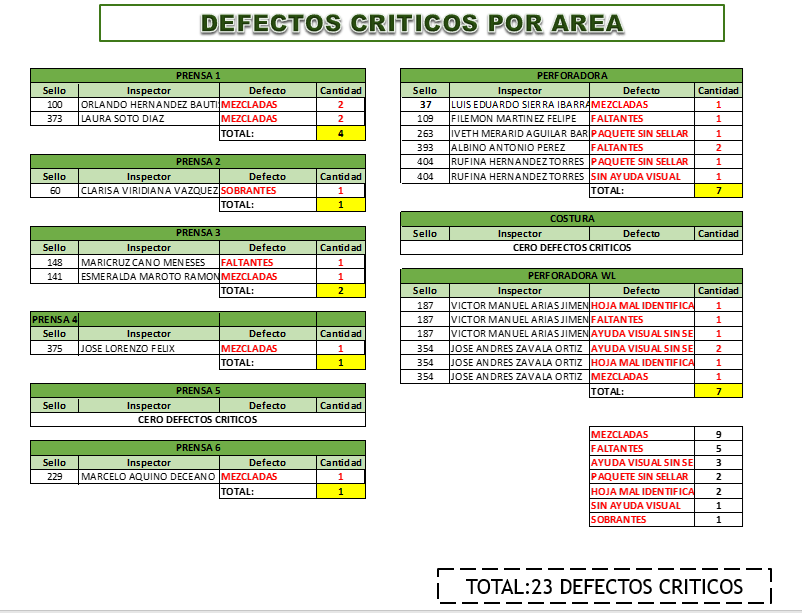 DEFECTOS CRITICOS POR AREA
PRENSA 1
Sello Inspector Defecto Cantidad
100 ORLANDO HERNANDEZ BAUTI MEZCLADAS 2
373 LAURA SOTO DIAZ MEZCLADAS 2
TOTAL: 4
PRENSA 2
Sello Inspector Defecto Cantidad
60 CLARISA VIRIDIANA VAZQUEZ SOBRANTES 1
TOTAL: 1
PRENSA 3
Sello Inspector Defecto Cantidad
148 MARICRUZ CANO MENESES FALTANTES 1
141 ESMERALDA MAROTO RAMON MEZCLADAS 1
TOTAL: 2
PRENSA 4
Sello Inspector Defecto Cantidad
375 JOSE LORENZO FELIX MEZCLADAS 1
TOTAL: 1
PRENSA 5
Sello Inspector Defecto Cantidad
CERO DEFECTOS CRITICOS
PRENSA 6
Sello Inspector Defecto Cantidad
229 MARCELO AQUINO DECEANO MEZCLADAS 1
TOTAL: 1
PERFORADORA
Sello Inspector Defecto Cantidad
37 LUIS EDUARDO SIERRA IBARRA MEZCLADAS 1
109 FILEMON MARTINEZ FELIPE FALTANTES 1
263 IVETH MERARID AGUILAR BAR PAQUETE SIN SELLAR 1
393 ALBINO ANTONIO PEREZ FALTANTES 2
404 RUFINA HERNANDEZ TORRES PAQUETE SIN SELLAR 1
404 RUFINA HERNANDEZ TORRES SIN AYUDA VISUAL 1
TOTAL: 7
COSTURA
Sello Inspector Defecto Cantidad
CERO DEFECTOS CRITICOS
PERFORADORA WL
Sello Inspector Defecto Cantidad
187 VICTOR MANUEL ARIAS JIMEN HOJA MAL IDENTIFICA 1
187 VICTOR MANUEL ARIAS JIMEN FALTANTES 1
187 VICTOR MANUEL ARIAS JIMEN AYUDA VISUAL SIN SE 1
354 JOSE ANDRES ZAVALA ORTIZ AYUDA VISUAL SIN SE 2
354 JOSE ANDRES ZAVALA ORTIZ HOJA MAL IDENTIFICA 1
354 JOSE ANDRES ZAVALA ORTIZ MEZCLADAS 1
TOTAL: 7
MEZCLADAS 9
FALTANTES 5
AYUDA VISUAL SIN SE 3
PAQUETE SIN SELLAR 2
HOJA MAL IDENTIFICA 2
SIN AYUDA VISUAL 1
SOBRANTES 1
TOTAL:23 DEFECTOS CRITICOS